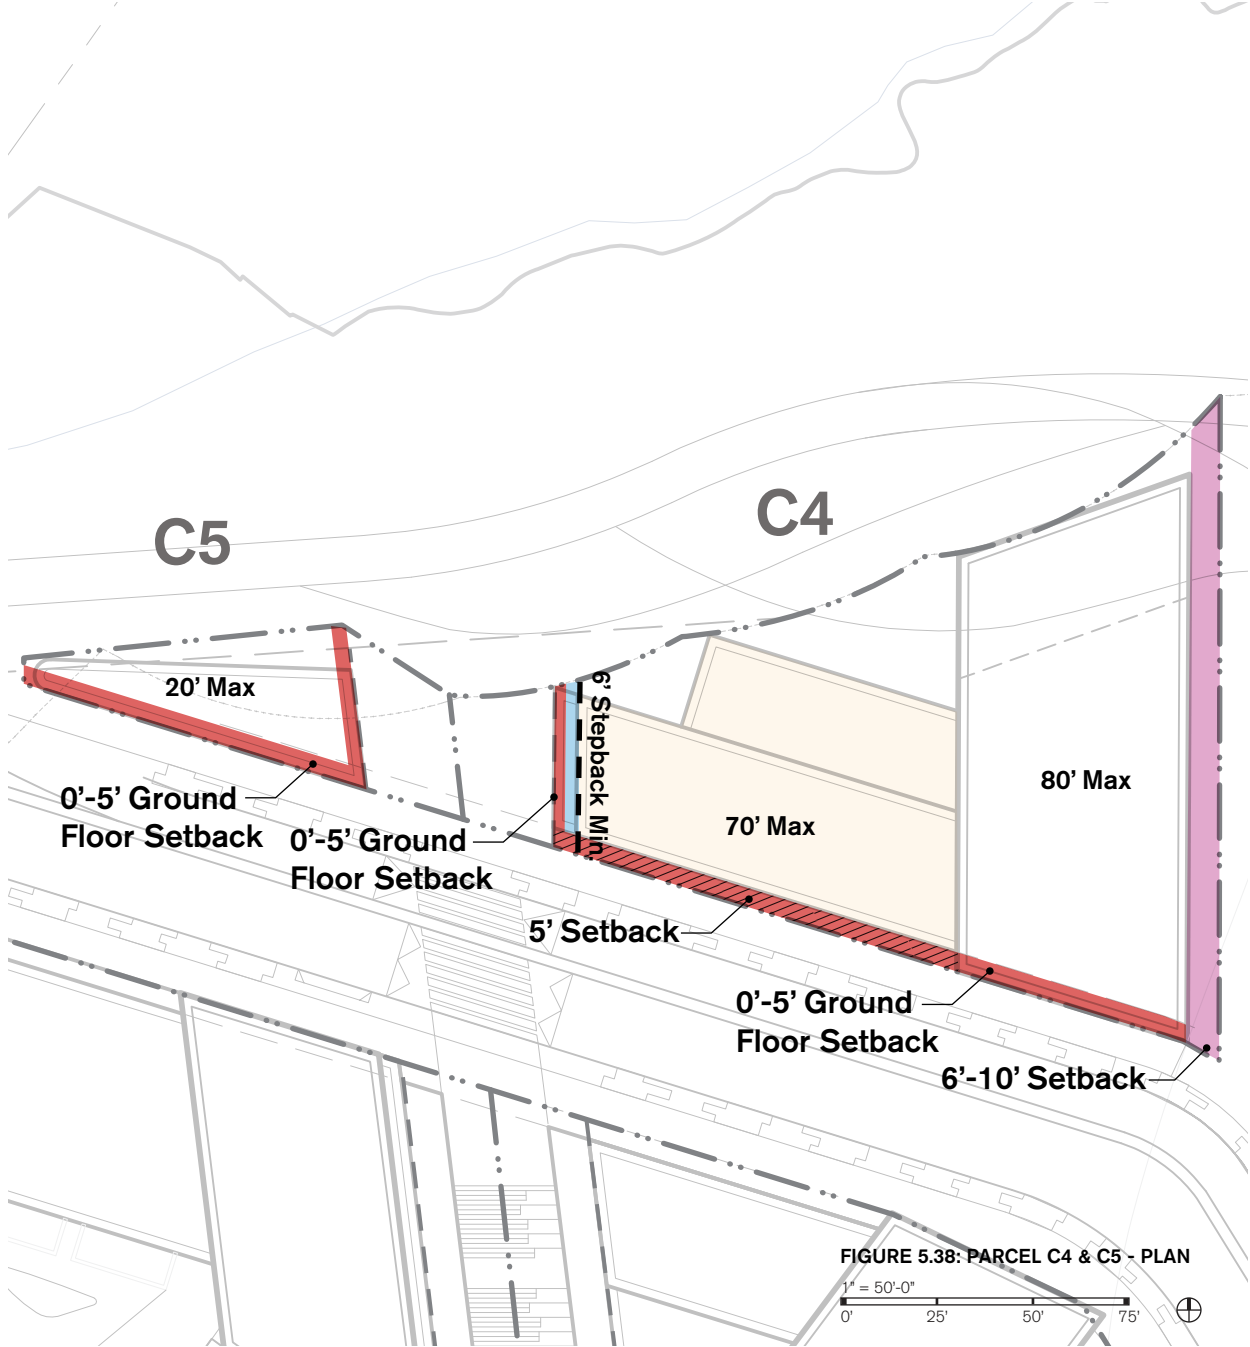 C4
C5
6' Stepback Min.
20' Max
80' Max
0'-5' Ground
Floor Setback
70' Max
0'-5' Ground
Floor Setback
5' Setback
0'-5' Ground
Floor Setback
6'-10' Setback
FIGURE 5.38: PARCEL C4 & C5 - PLAN
1" = 50'-0"
0' 25' 50' 75'